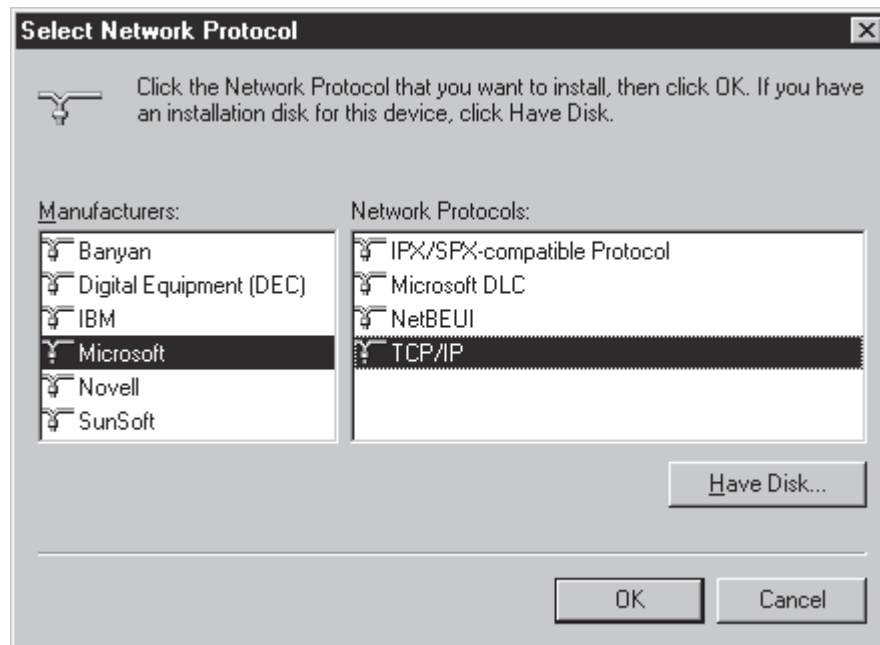 Select Network Protocol
Click the Network Protocol that you want to install, then click OK. If you have
an installation disk for this device, click Have Disk.
Manufacturers:
Banyan
Digital Equipment (DEC)
IBM
Microsoft
Novell
SunSoft
Network Protocols:
IPX/SPX-compatible Protocol
Microsoft DLC
NetBEUI
TCP/IP
Have Disk...
OK
Cancel